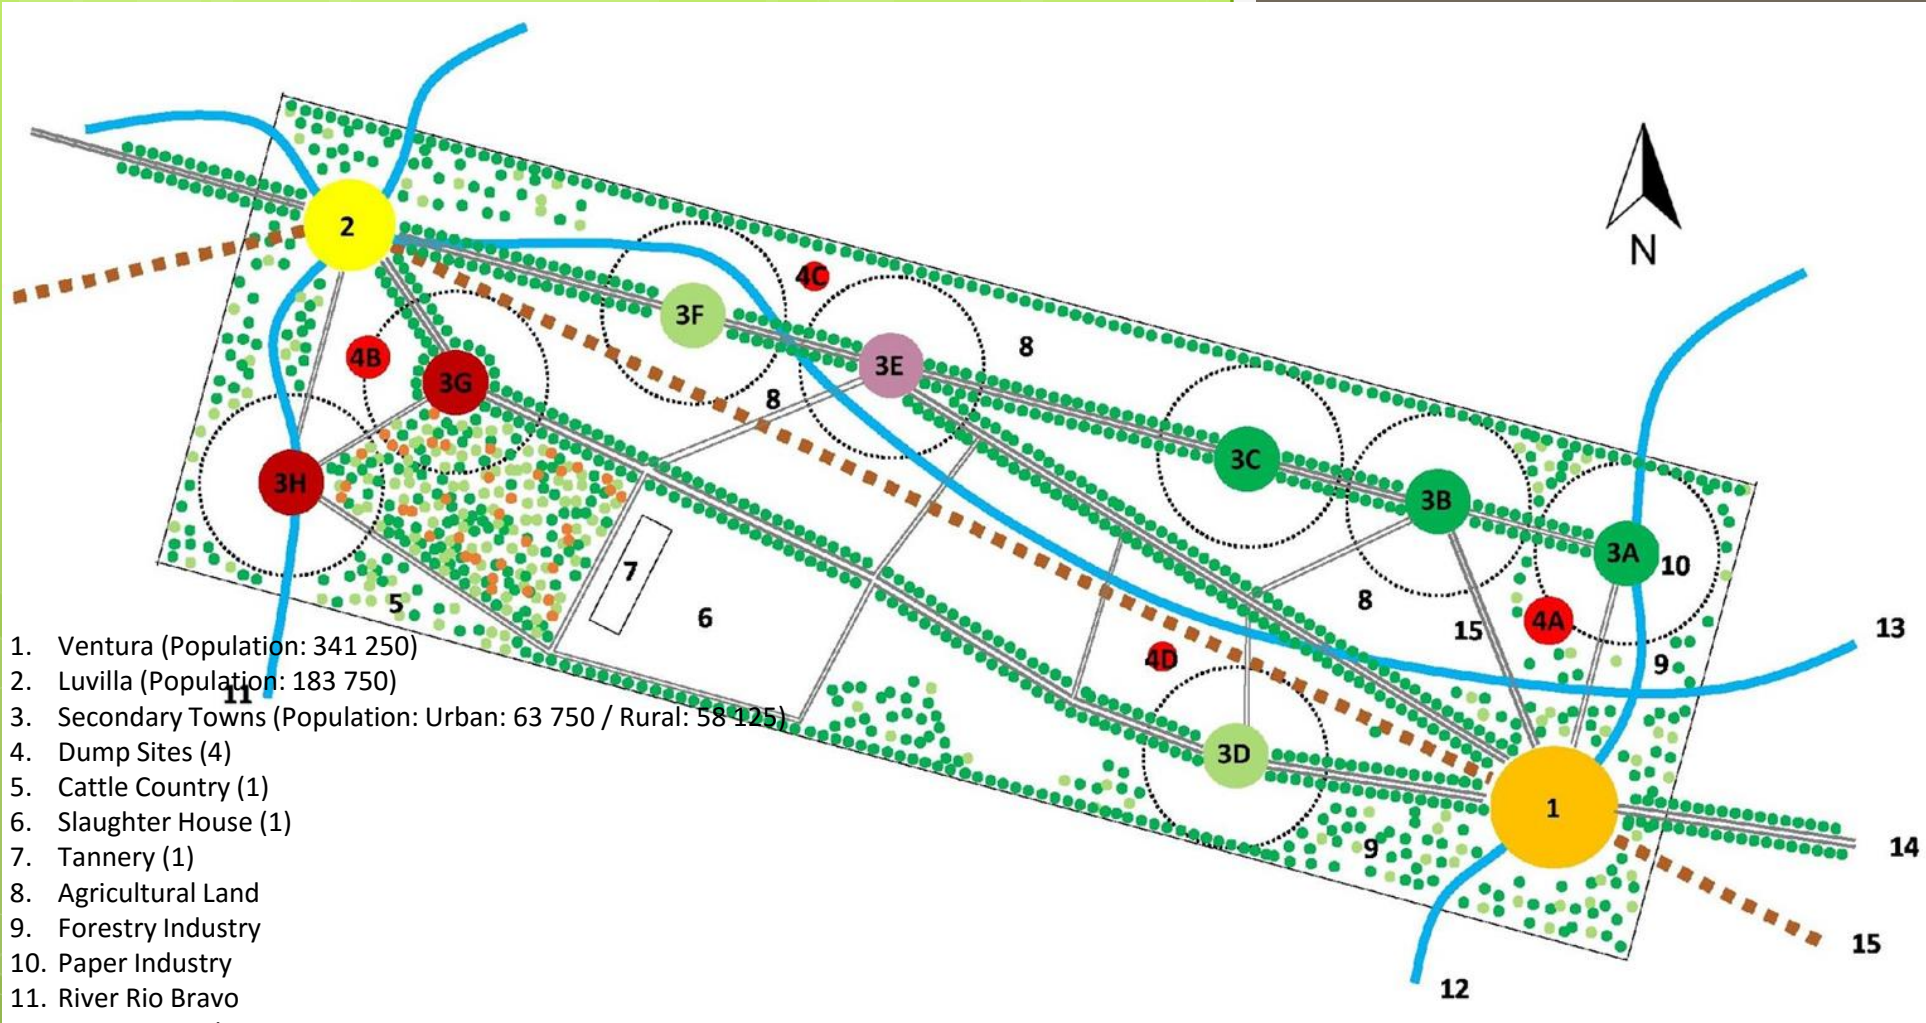 2
4C
3F
3E
8
4B
3G
8
3C
3H
3B
3A
10
7
5
6
8
15
4A
13
4D
9
11
3D
1
9
14
15
12
N
1. Ventura (Population: 341 250)
2. Luvilla (Population: 183 750)
3. Secondary Towns (Population: Urban: 63 750 / Rural: 58 125)
4. Dump Sites (4)
5. Cattle Country (1)
6. Slaughter House (1)
7. Tannery (1)
8. Agricultural Land
9. Forestry Industry
10. Paper Industry
11. River Rio Bravo